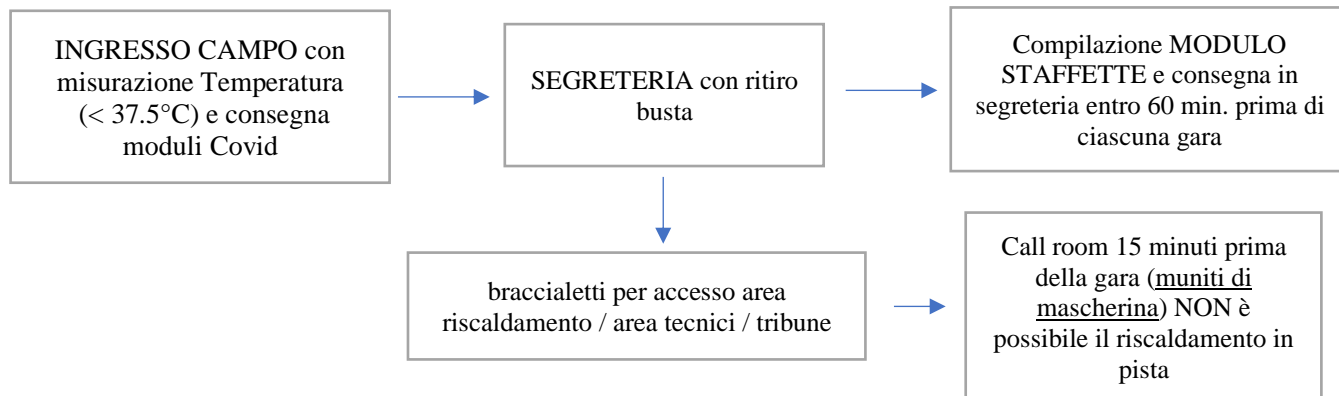 INGRESSO CAMPO con
misurazione Temperatura
(< 37.5°C) e consegna
moduli Covid
SEGRETERIA con ritiro
busta
Compilazione MODULO
STAFFETTE e consegna in
segreteria entro 60 min. prima di
ciascuna gara
braccialetti per accesso area
riscaldamento / area tecnici / tribune
Call room 15 minuti prima
della gara (muniti di
mascherina) NON è
possibile il riscaldamento in
pista